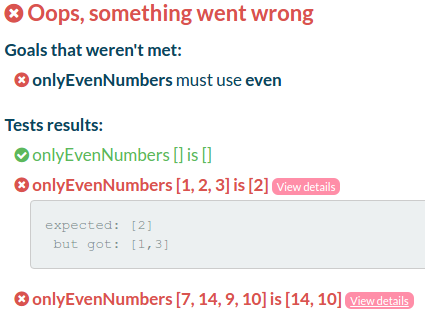 Oops, something went wrong
Goals that weren't met:
onlyEvenNumbers must use even
Tests results:
onlyEvenNumbers [] is []
onlyEvenNumbers [1, 2, 3] is [2] View details
expected: [2]
but got: [1,3]
onlyEvenNumbers [7, 14, 9, 10] is [14, 10] View details